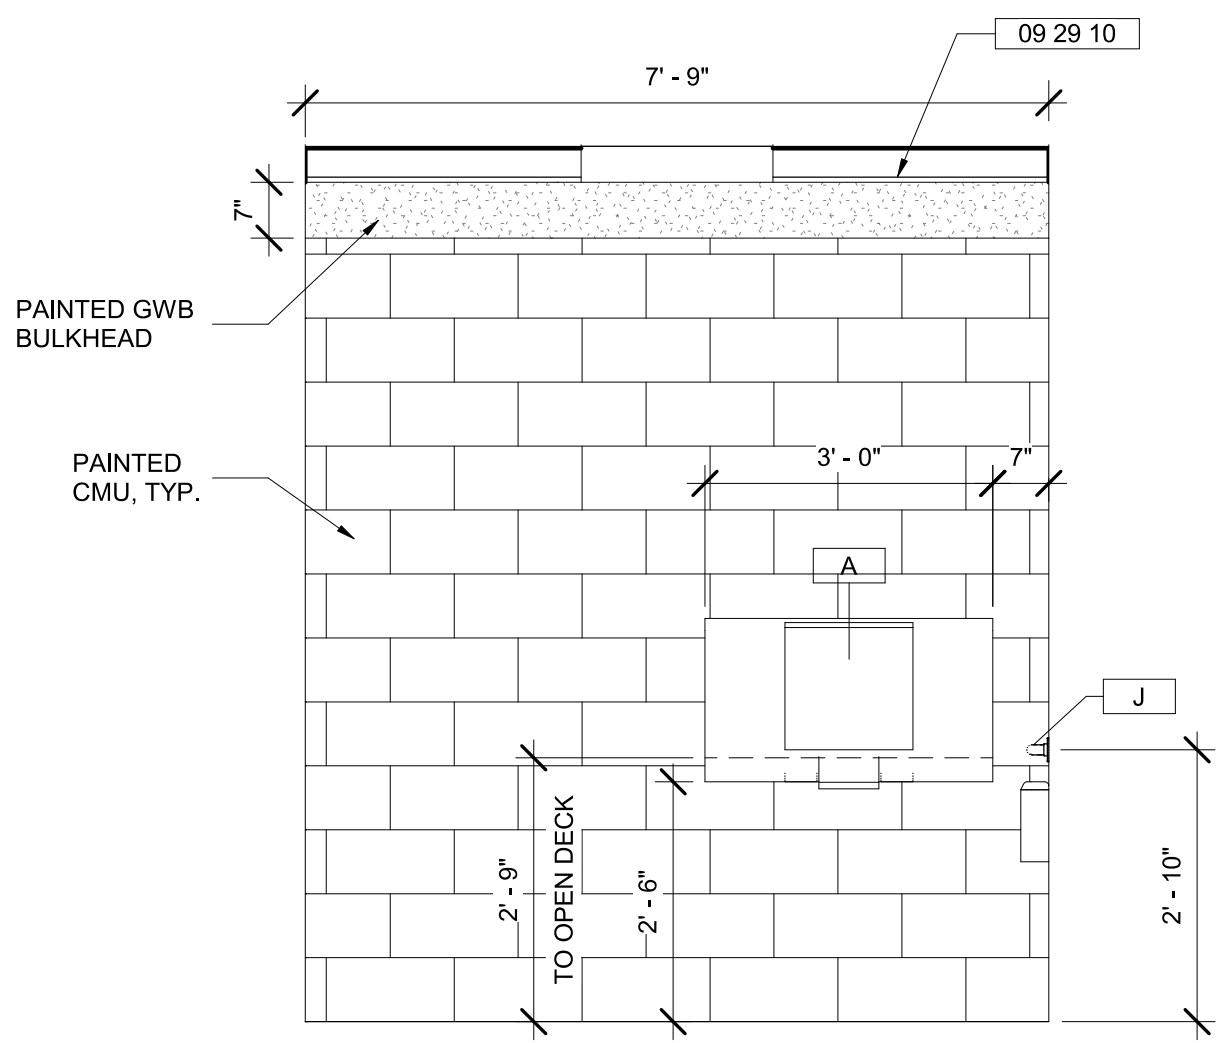 09 29 10
7' - 9"
7"
PAINTED GWB
BULKHEAD
PAINTED
CMU, TYP.
3' - 0"
7"
A
J
2' - 9"
TO OPEN DECK
2' - 6"
2' - 10"